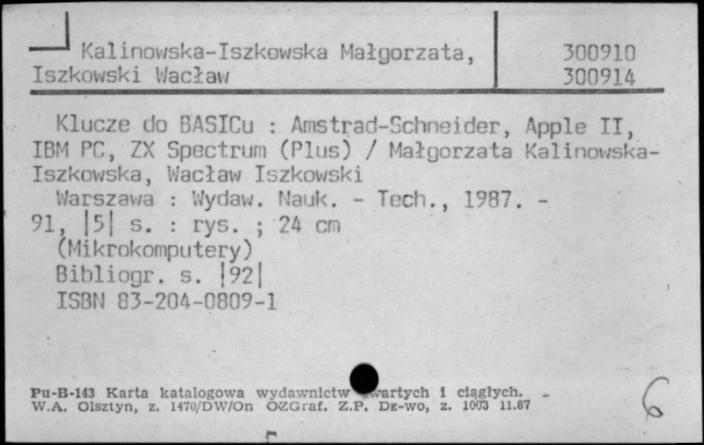 Kalinowska-Iszkowska Małgorzata, 300910
Iszkowski Wacław 300914
Klucze do BASICu : Amstrad-Schneider, Apple II,
IBM PC, ZX Spectrum (Plus) / Małgorzata Kalinowska-
Iszkowska, Wacław Iszkowski
Warszawa : Wydaw. Nauk. - Tech., 1987. -
91, |5| s. : rys. ; 24 cm
(Mikrokomputery)
Bibliogr. s. |92|
ISBN 83-204-0809-1
Pu-B-143 Karta katalogowa wydawnictw wartych i ciągłych. -
W.A. Olsztyn, z. 1470/DW/On OZGraf. Z.P. Dz-wo, z. 1003 11.87
6